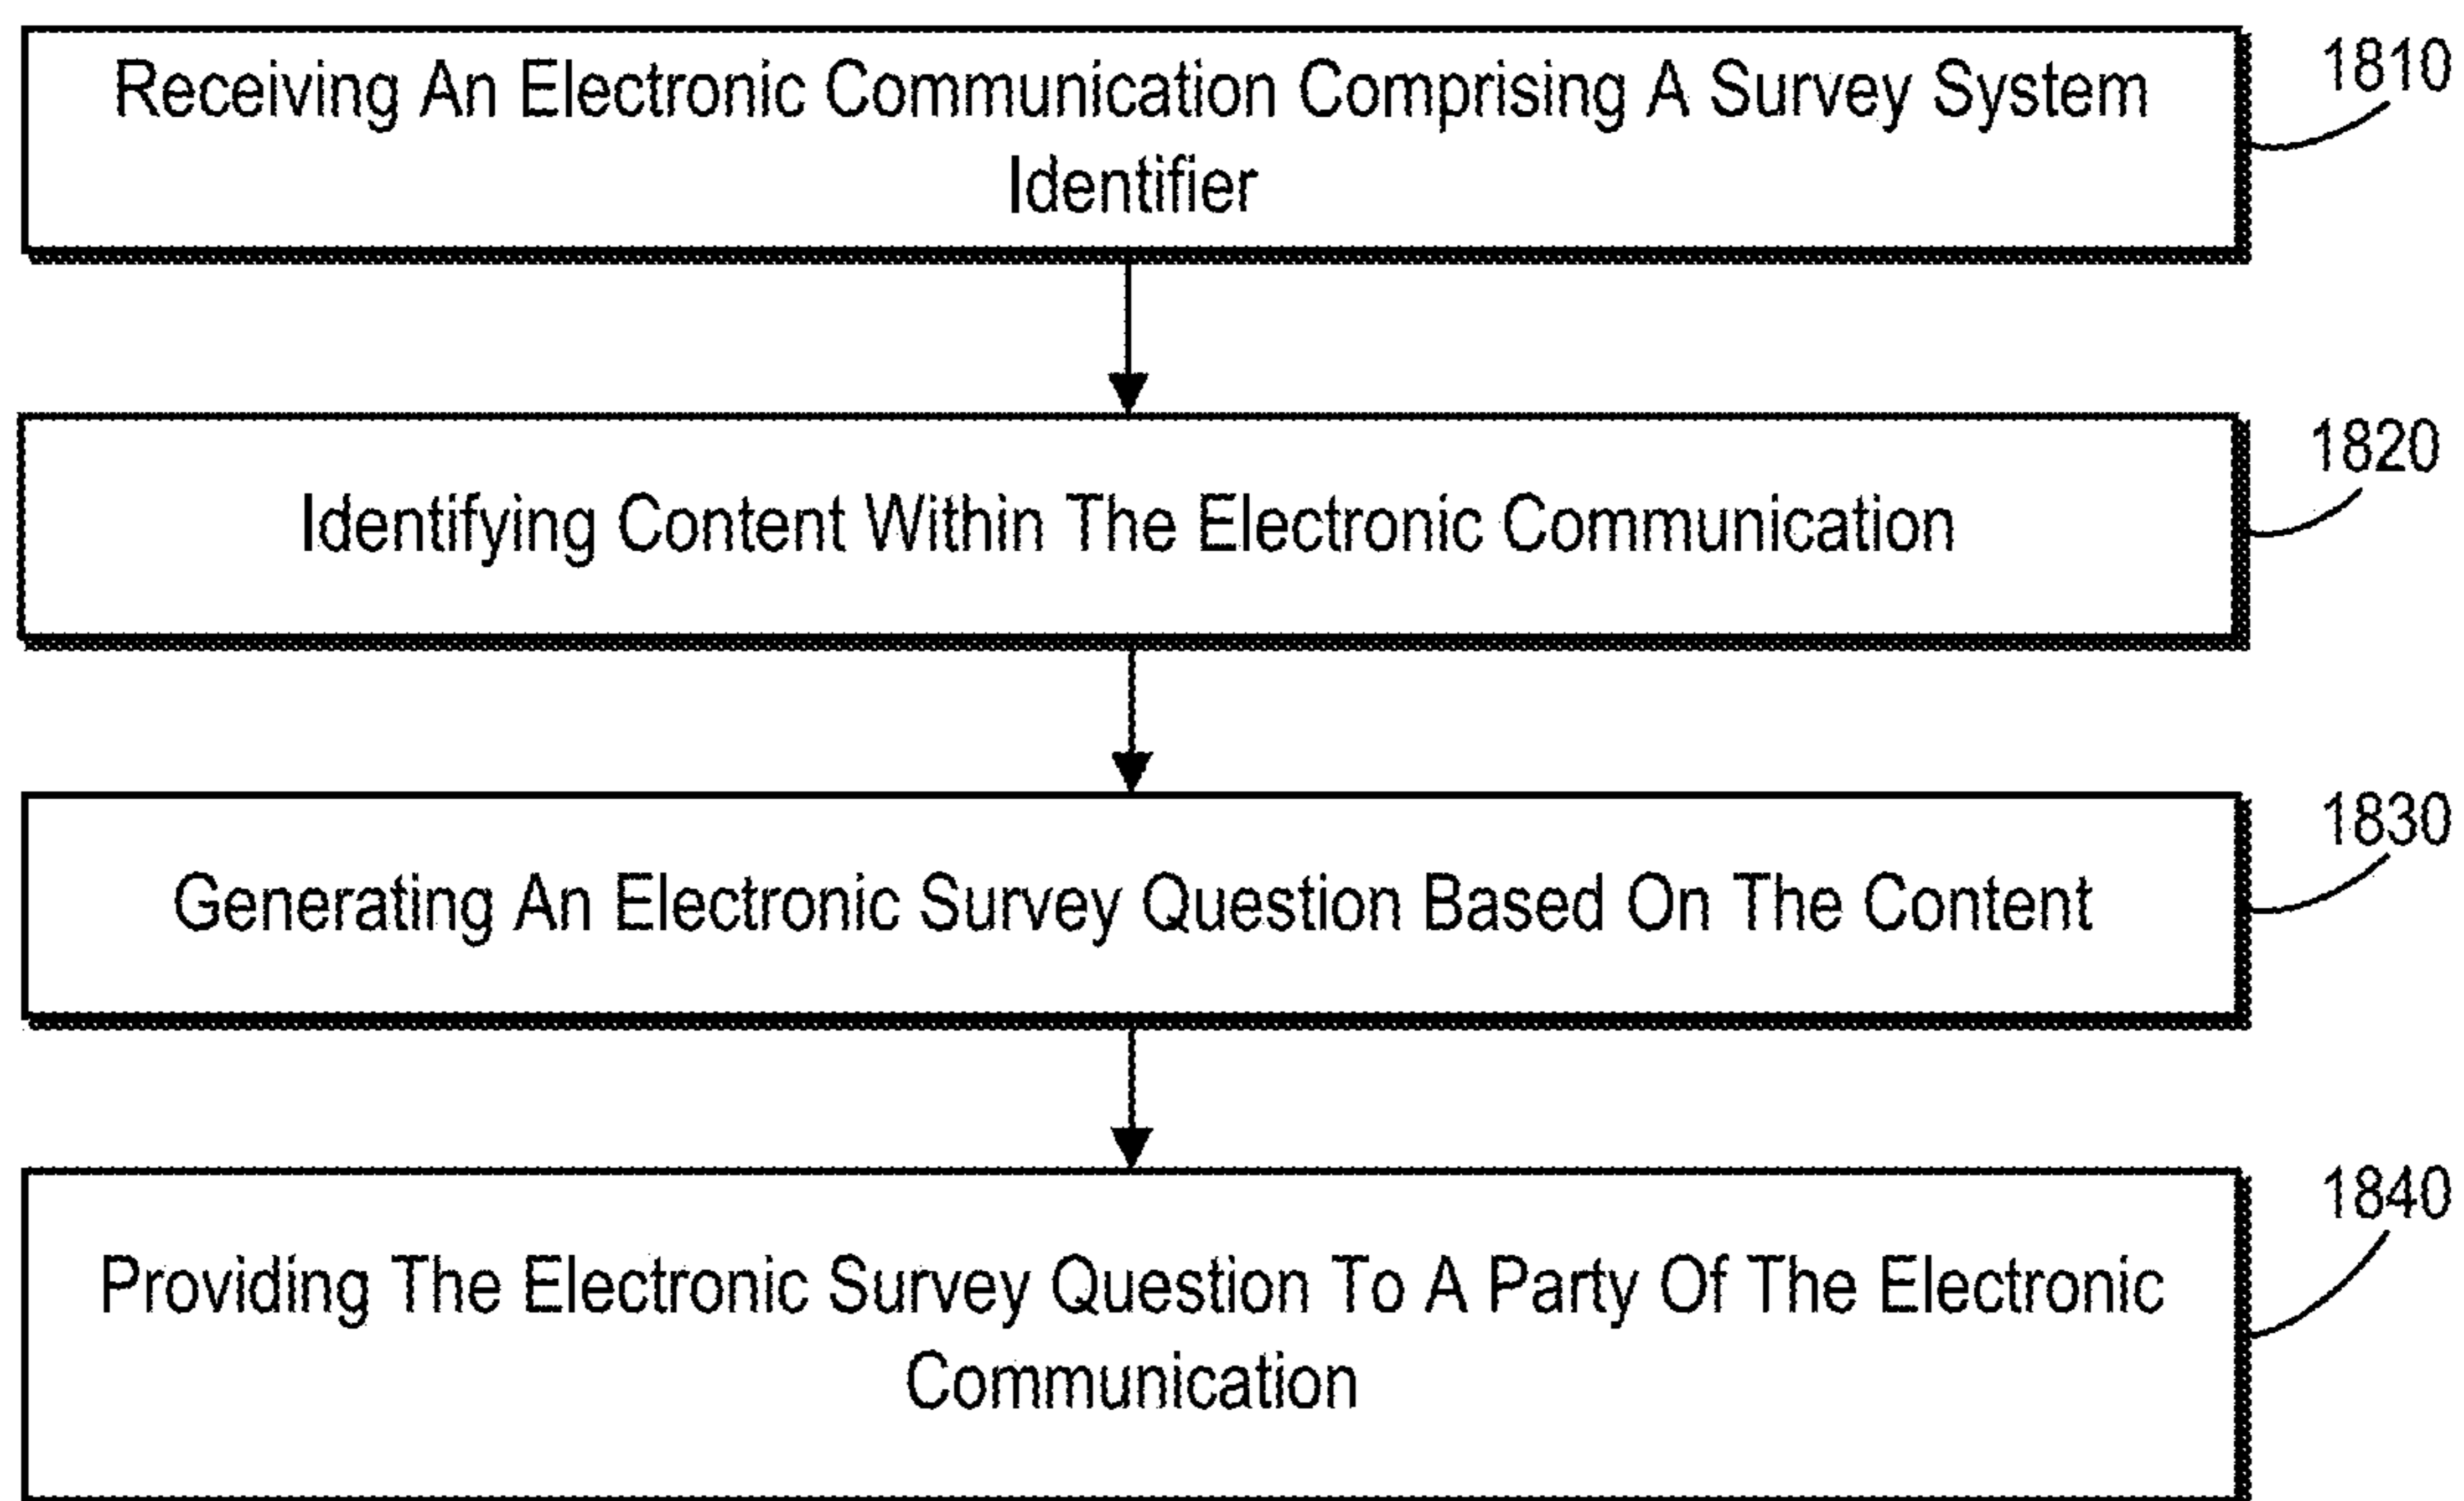 Receiving An Electronic Communication Comprising A Survey System
Identifier
1810
Identifying Content Within The Electronic Communication
1820
Generating An Electronic Survey Question Based On The Content
1830
Providing The Electronic Survey Question To A Party Of The Electronic
Communication
1840